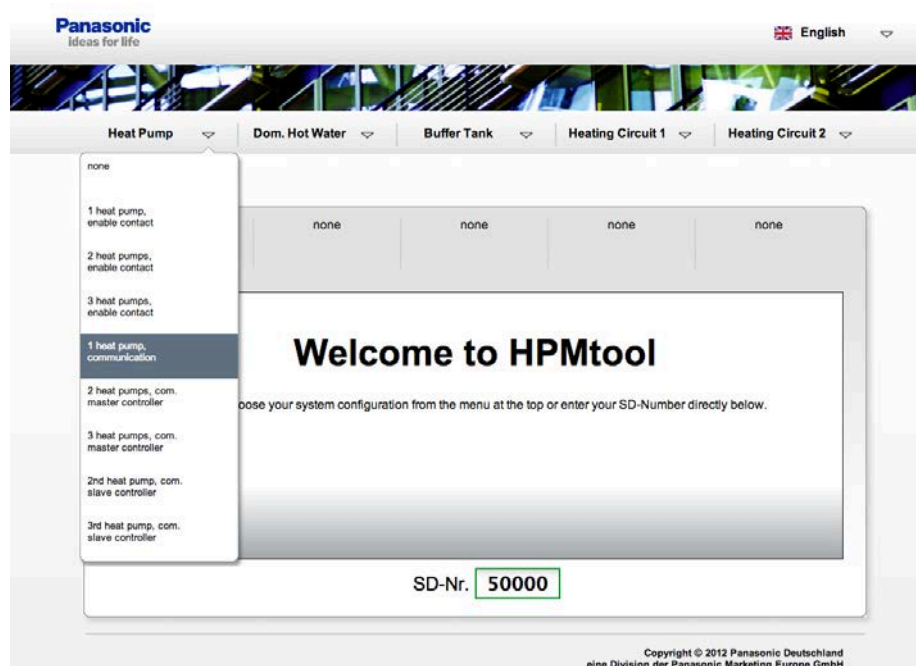 Panasonic
ideas for life
English
Heat Pump
Dom. Hot Water
Buffer Tank
Heating Circuit 1
Heating Circuit 2
none
1 heat pump,
enable contact
2 heat pumps,
enable contact
3 heat pumps,
enable contact
1 heat pump,
communication
2 heat pumps, com.
master controller
3 heat pumps, com.
master controller
2nd heat pump, com.
slave controller
3rd heat pump, com.
slave controller
none
none
none
none
Welcome to HPMtool
oose your system configuration from the menu at the top or enter your SD-Number directly below.
SD-Nr. 50000
Copyright © 2012 Panasonic Deutschland
eine Division der Panasonic Marketing Europe GmbH